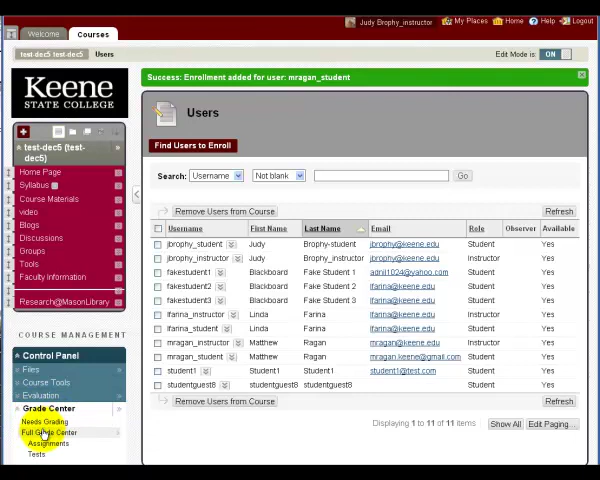 Judy Brophy_instructor My Places Home Help Logout
Welcome Courses
test-dec5 test-dec5 Users Edit Mode is: ON
Success: Enrollment added for user: mragan_student
Keene
STATE COLLEGE
Users
Find Users to Enroll
Search: Username Not blank Go
test-dec5 (test-dec5)
Home Page
Syllabus
Course Materials
video
Blogs
Discussions
Groups
Tools
Faculty Information
Research@MasonLibrary
Remove Users from Course Refresh
Username First Name Last Name Email Role Observer Available
jbrophy_student Judy Brophy-student jbrophy@keene.edu Student Yes
jbrophy_instructor Judy Brophy_instructor jbrophy@keene.edu Instructor Yes
fakestudent1 Blackboard Fake Student 1 Student Yes
fakestudent2 Blackboard Fake Student 2 lfarina@keene.edu Student Yes
fakestudent3 Blackboard Fake Student 3 lfarina@keene.edu Student Yes
lfarina_instructor Linda Farina lfarina@keene.edu Instructor Yes
lfarina_student Linda Farina lfarina@keene.edu Student Yes
mragan_instructor Matthew Ragan mragan@keene.edu Instructor Yes
mragan_student Matthew Ragan mragan.keene@gmail.com Student Yes
student1 Student1 Student1 student1@test.com Student Yes
studentguest8 studentguest8 studentguest8 Student Yes
Remove Users from Course Refresh
Displaying 1 to 11 of 11 items Show All Edit Paging...
COURSE MANAGEMENT
Control Panel
Files
Course Tools
Evaluation
Grade Center
Needs Grading
Full Grade Center
Assignments
Tests